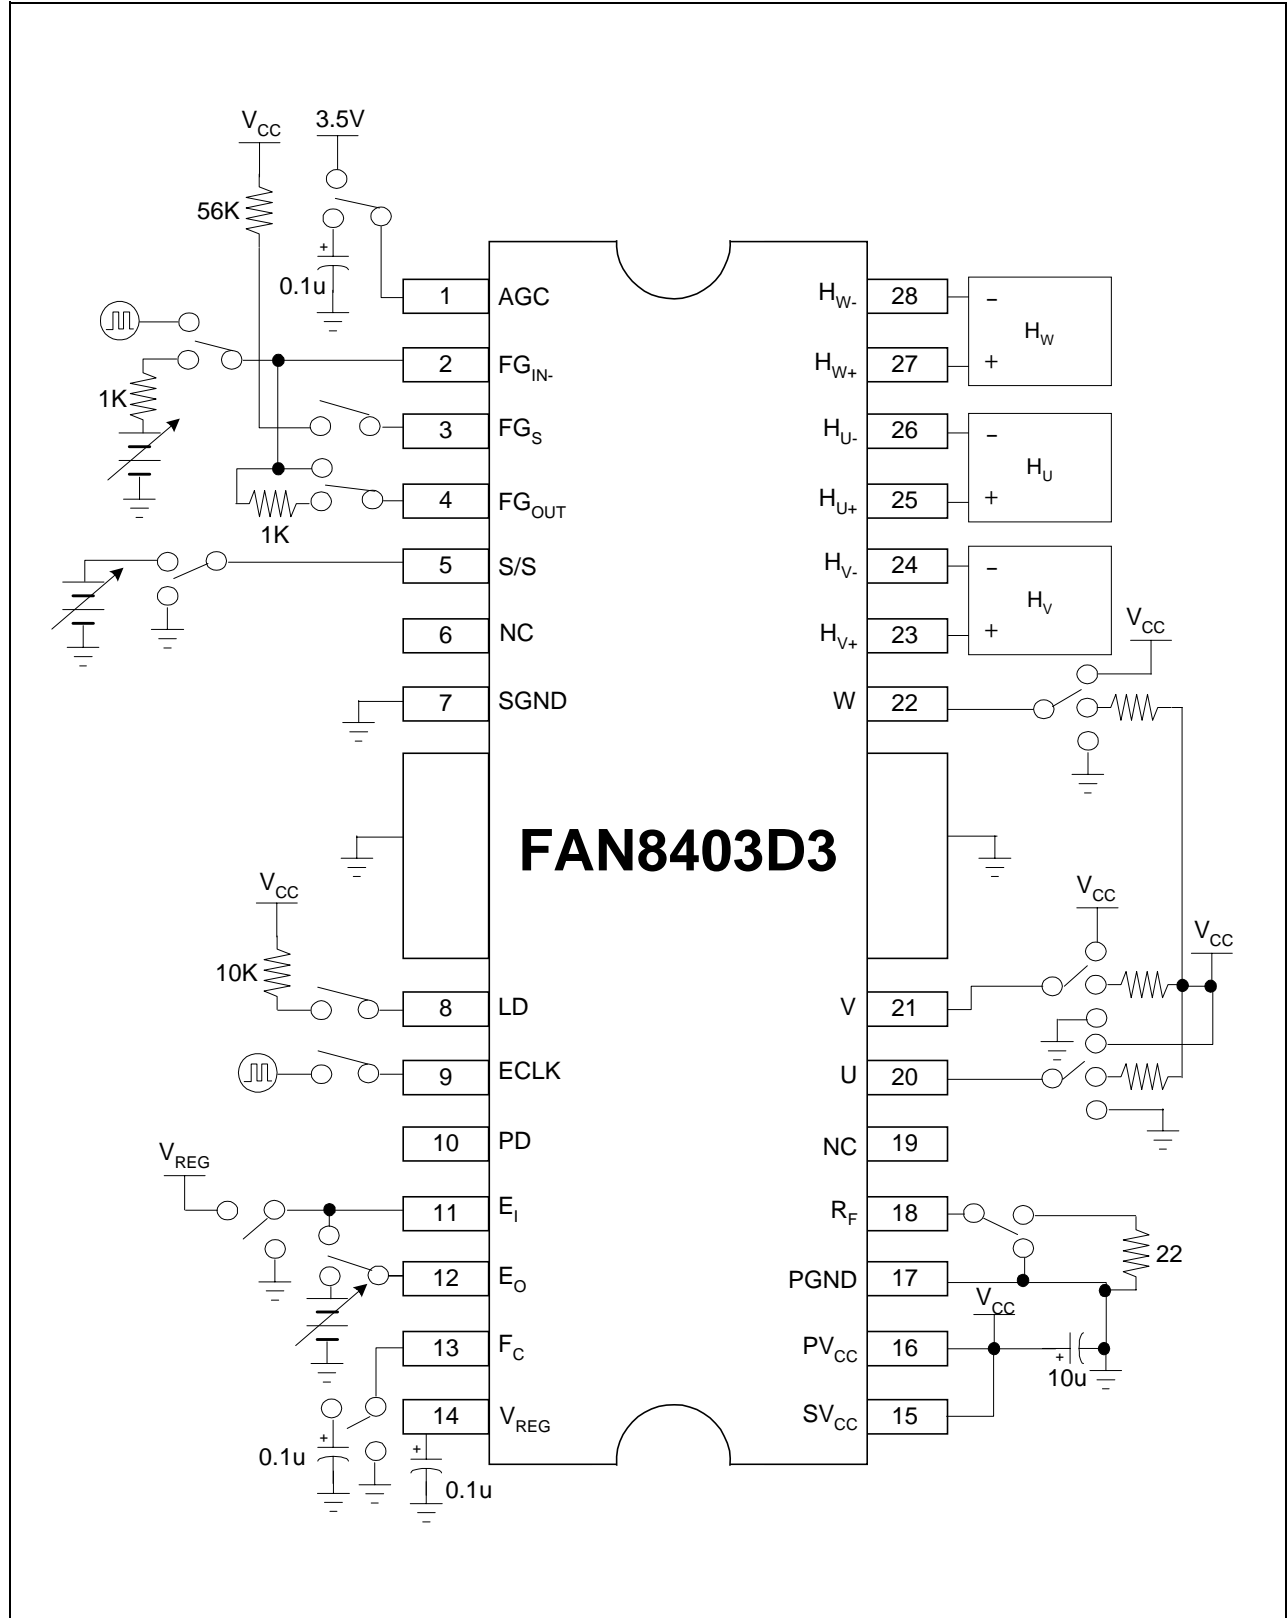 VCC 3.5V
56K
0.1u
1 AGC HW- 28 -
HW
2 FGIN- HW+ 27 +
1K
3 FGS HU- 26 -
HU
4 FGOUT HU+ 25 +
1K
5 S/S HV- 24 -
HV
6 NC HV+ 23 +
VCC
7 SGND W 22
FAN8403D3
VCC VCC
VCC
10K
8 LD V 21
9 ECLK U 20
10 PD NC 19
VREG
11 EI RF 18
22
12 EO PGND 17
VCC
13 FC PVCC 16
+
10u
14 VREG SVCC 15
+
0.1u
+
0.1u